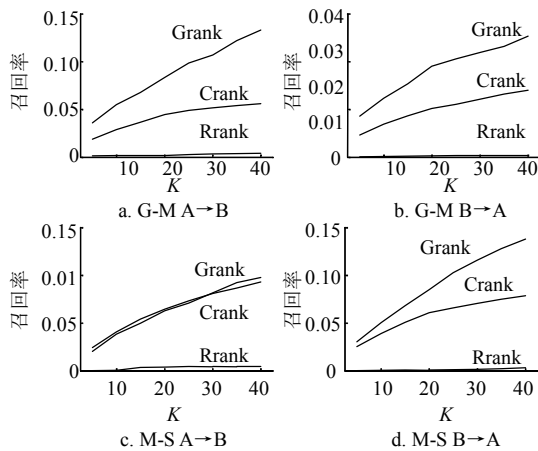 0.15
Grank
0.10
召回率
Crank
0.05
Rrank
0
10 20 30 40
K
a. G-M A→B
0.04
Grank
0.03
召回率
Crank
0.02
0.01
Rrank
0
10 20 30 40
K
b. G-M B→A
0.15
召回率
0.01
Grank
Crank
0.05
Rrank
0
10 20 30 40
K
c. M-S A→B
0.15
Grank
0.10
召回率
Crank
0.05
Rrank
0
10 20 30 40
K
d. M-S B→A